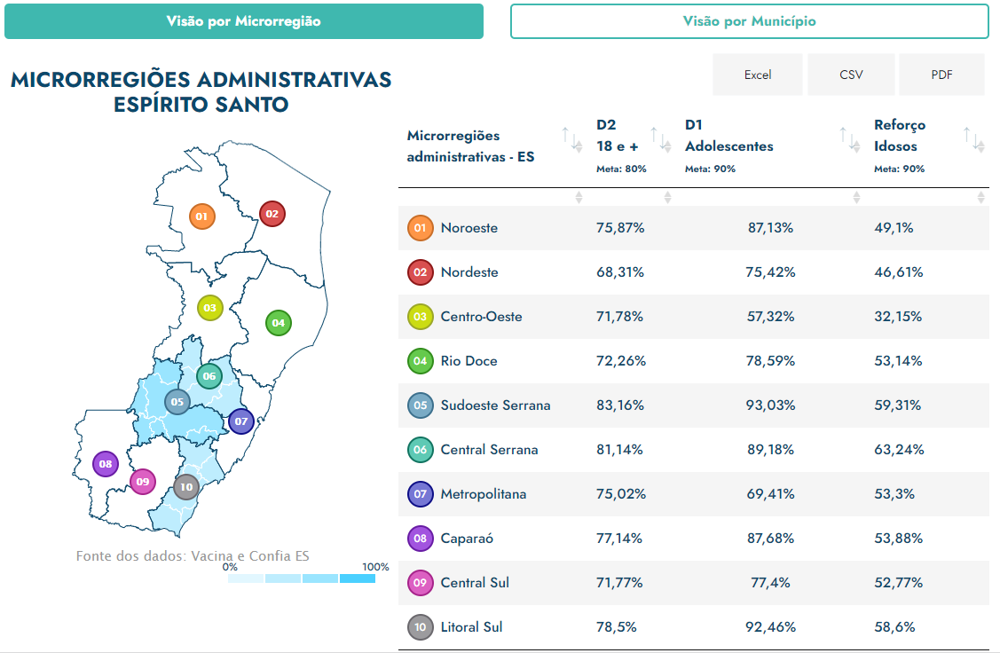 Visão por Microrregião
Visão por Município
MICRORREGIÕES ADMINISTRATIVAS
ESPÍRITO SANTO
Excel CSV PDF
01
02
03
04
06
05
07
08
09
10
Fonte dos dados: Vacina e Confia ES
0% 100%
Microrregiões
administrativas - ES
D2
18 e +
Meta: 80%
D1
Adolescentes
Meta: 90%
Reforço
Idosos
Meta: 90%
01 Noroeste 75,87% 87,13% 49,1%
02 Nordeste 68,31% 75,42% 46,61%
03 Centro-Oeste 71,78% 57,32% 32,15%
04 Rio Doce 72,26% 78,59% 53,14%
05 Sudoeste Serrana 83,16% 93,03% 59,31%
06 Central Serrana 81,14% 89,18% 63,24%
07 Metropolitana 75,02% 69,41% 53,3%
08 Caparaó 77,14% 87,68% 53,88%
09 Central Sul 71,77% 77,4% 52,77%
10 Litoral Sul 78,5% 92,46% 58,6%